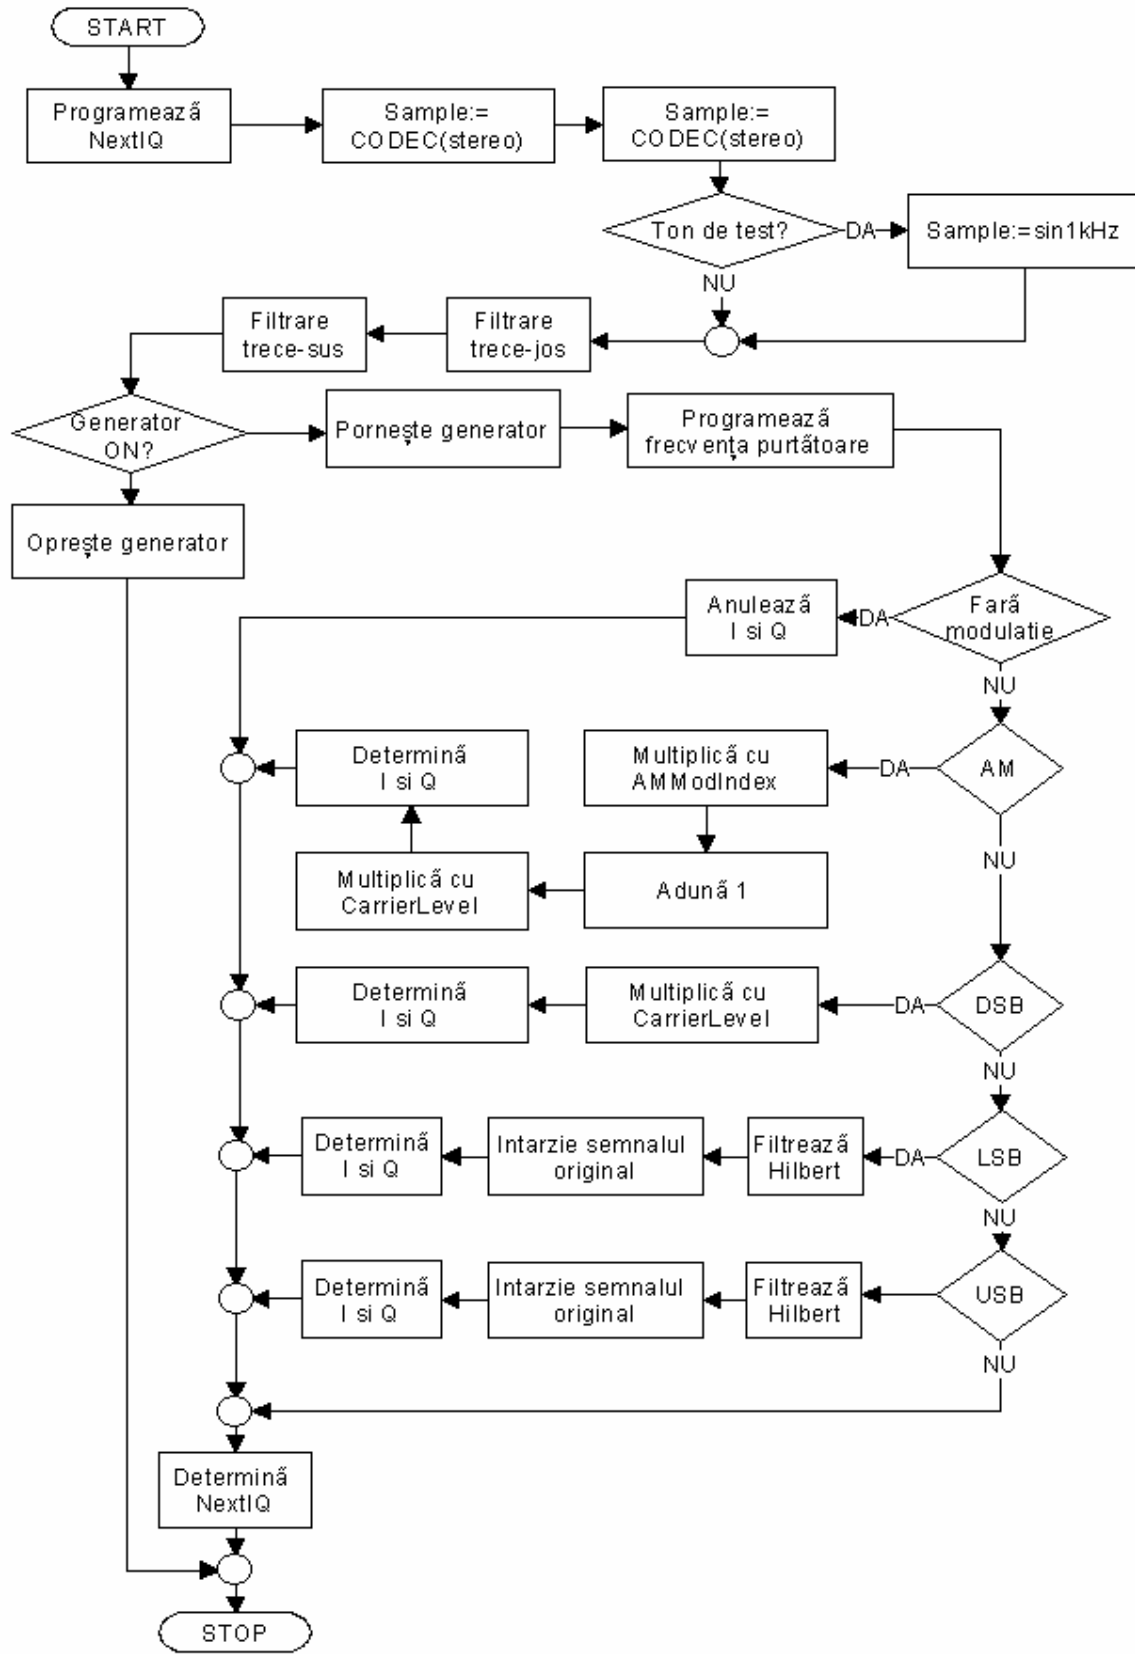 START
Programează
NextIQ
Sample:=
CODEC(stereo)
Sample:=
CODEC(stereo)
Ton de test?
DA
Sample:=sin1kHz
NU
Filtrare
trece-jos
Filtrare
trece-sus
Generator
ON?
Pornește generator
Programează
frecvența purtătoare
Oprește generator
Fară
modulatie
DA
Anulează
I si Q
NU
AM
DA
Multiplică cu
AMModIndex
Adună 1
Multiplică cu
CarrierLevel
Determină
I si Q
NU
DSB
DA
Multiplică cu
CarrierLevel
Determină
I si Q
NU
LSB
DA
Filtrează
Hilbert
Intarzie semnalul
original
Determină
I si Q
NU
USB
Filtrează
Hilbert
Intarzie semnalul
original
Determină
I si Q
NU
Determină
NextIQ
STOP